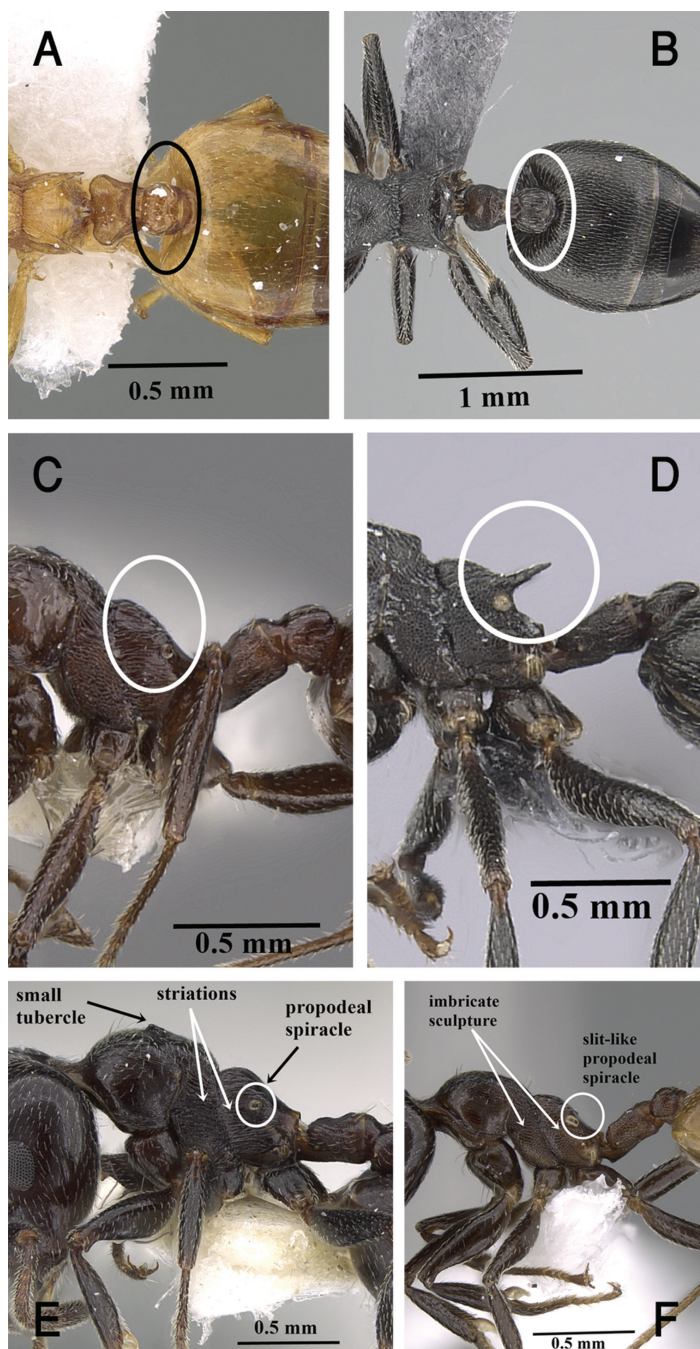 A
0.5 mm
B
1 mm
C
0.5 mm
D
0.5 mm
small
tubercle
striations
propodeal
spiracle
E
0.5 mm
imbricate
sculpture
slit-like
propodeal
spiracle
F
0.5 mm